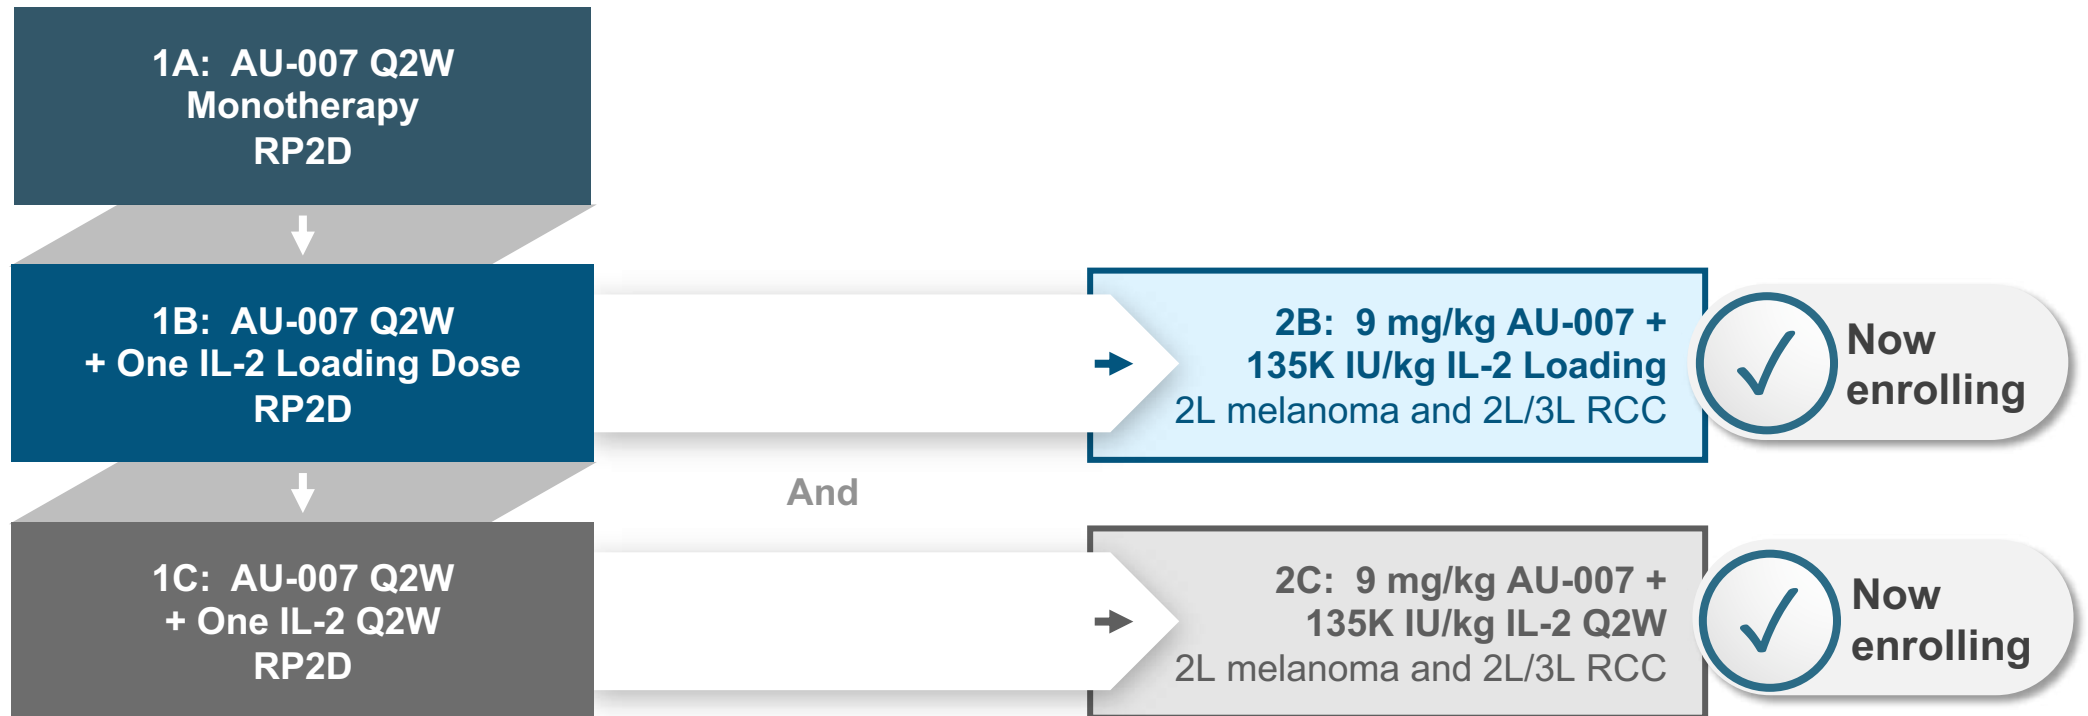 1A: AU-007 Q2W
Monotherapy
RP2D
1B: AU-007 Q2W
+ One IL-2 Loading Dose
RP2D
2B: 9 mg/kg AU-007 +
135K IU/kg IL-2 Loading
2L melanoma and 2L/3L RCC
Now
enrolling
And
1C: AU-007 Q2W
+ One IL-2 Q2W
RP2D
2C: 9 mg/kg AU-007 +
135K IU/kg IL-2 Q2W
2L melanoma and 2L/3L RCC
Now
enrolling